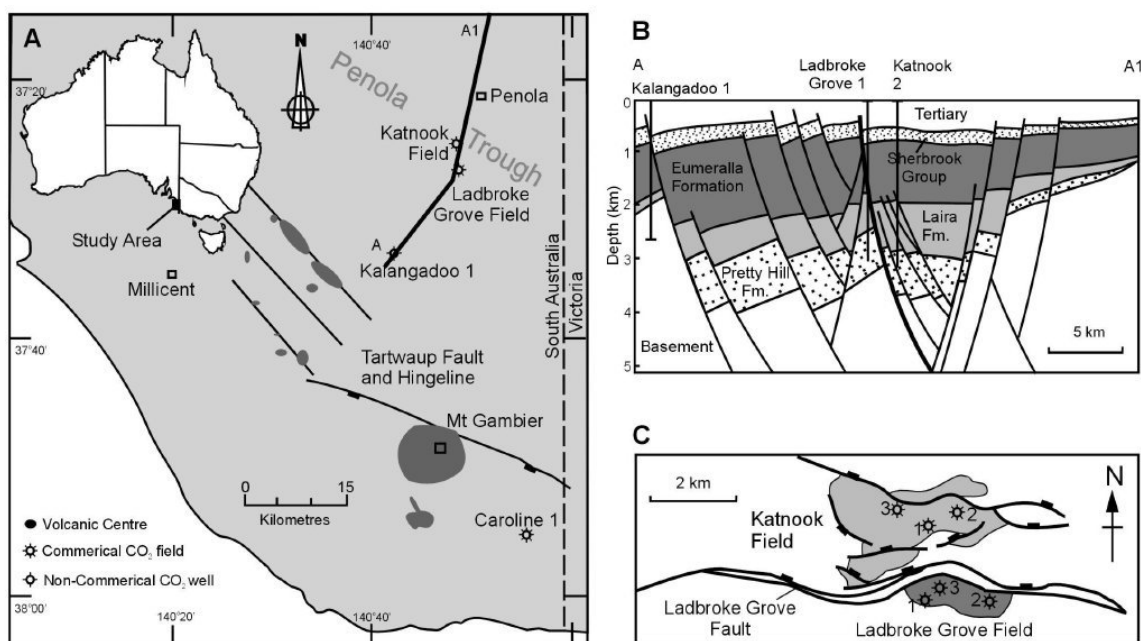 A
140°40'
A1
N
37°20'
Penola
Penola
Trough
Katnook
Field
Ladbroke
Grove Field
Study Area
A
Kalangadoo 1
Millicent
South Australia
Victoria
37°40'
Tartwaup Fault
and Hingeline
Mt Gambier
0 15
Kilometres
Volcanic Centre
Caroline 1
Commerical CO2 field
Non-Commerical CO2 well
38°00'
140°20'
140°40'
B
A
Kalangadoo 1
Ladbroke
Grove 1
Katnook
2
A1
0
1
2
3
4
5
Depth (km)
Tertiary
Sherbrook
Group
Eumeralla
Formation
Laira
Fm.
Pretty Hill
Fm.
Basement
5 km
C
2 km
N
Katnook
Field
3
2
1
Ladbroke Grove
Fault
3
1
2
Ladbroke Grove Field